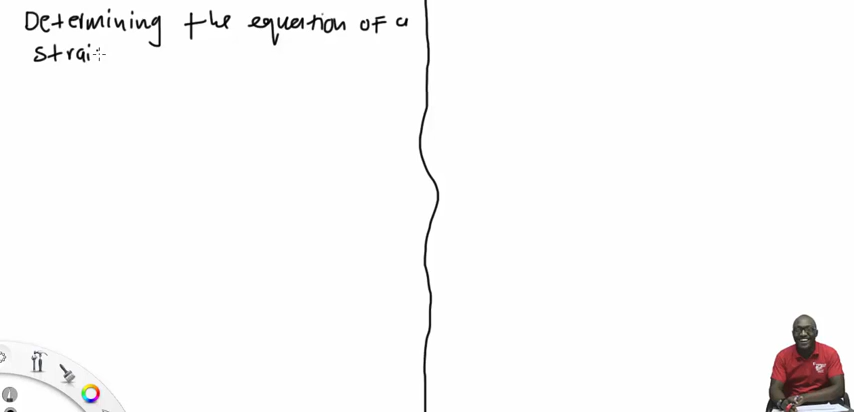 Determining the equation of a
strai